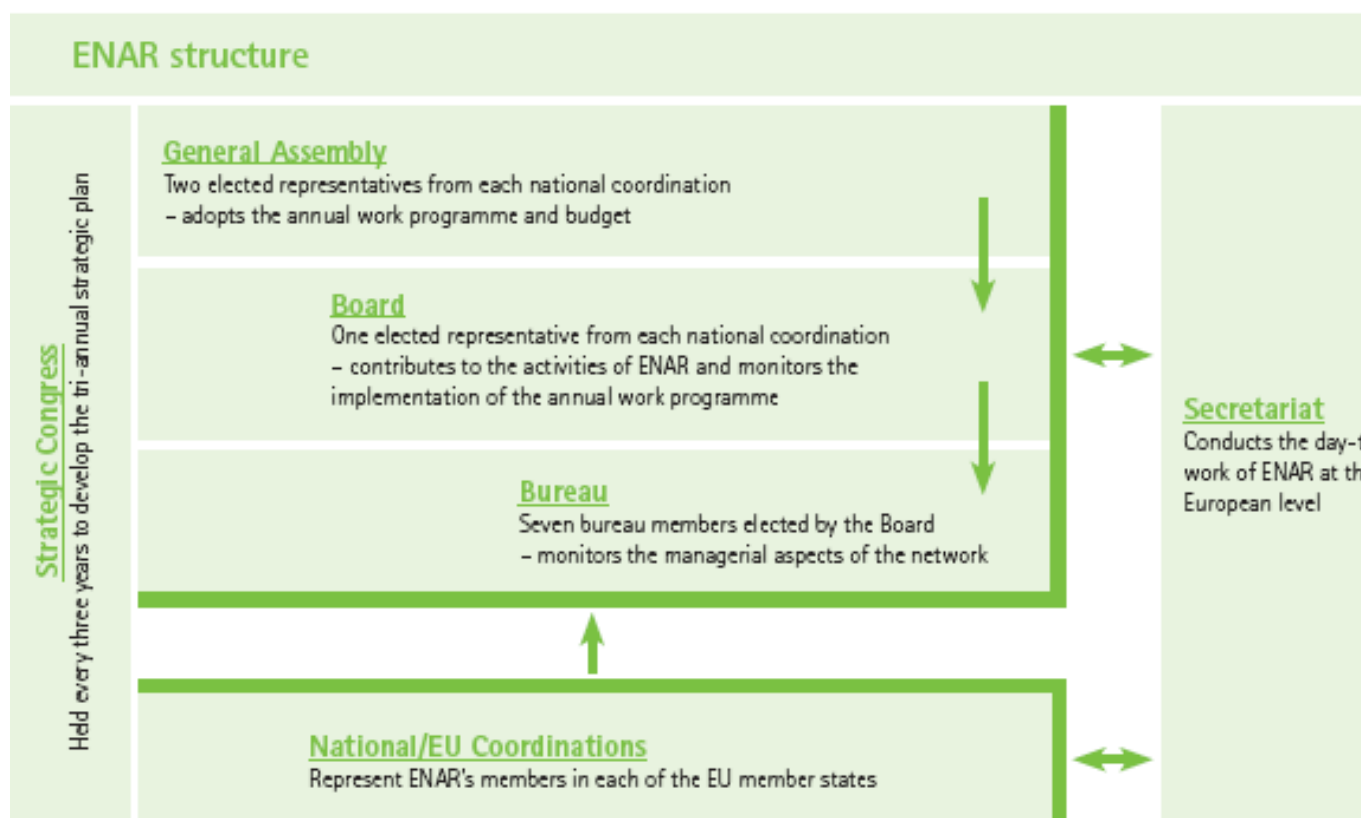 ENAR structure
Strategic Congress
Held every three years to develop the tri-annual strategic plan
General Assembly
Two elected representatives from each national coordination
– adopts the annual work programme and budget
Board
One elected representative from each national coordination
– contributes to the activities of ENAR and monitors the
implementation of the annual work programme
Bureau
Seven bureau members elected by the Board
– monitors the managerial aspects of the network
National/EU Coordinations
Represent ENAR's members in each of the EU member states
Secretariat
Conducts the
work of ENAR at
European level